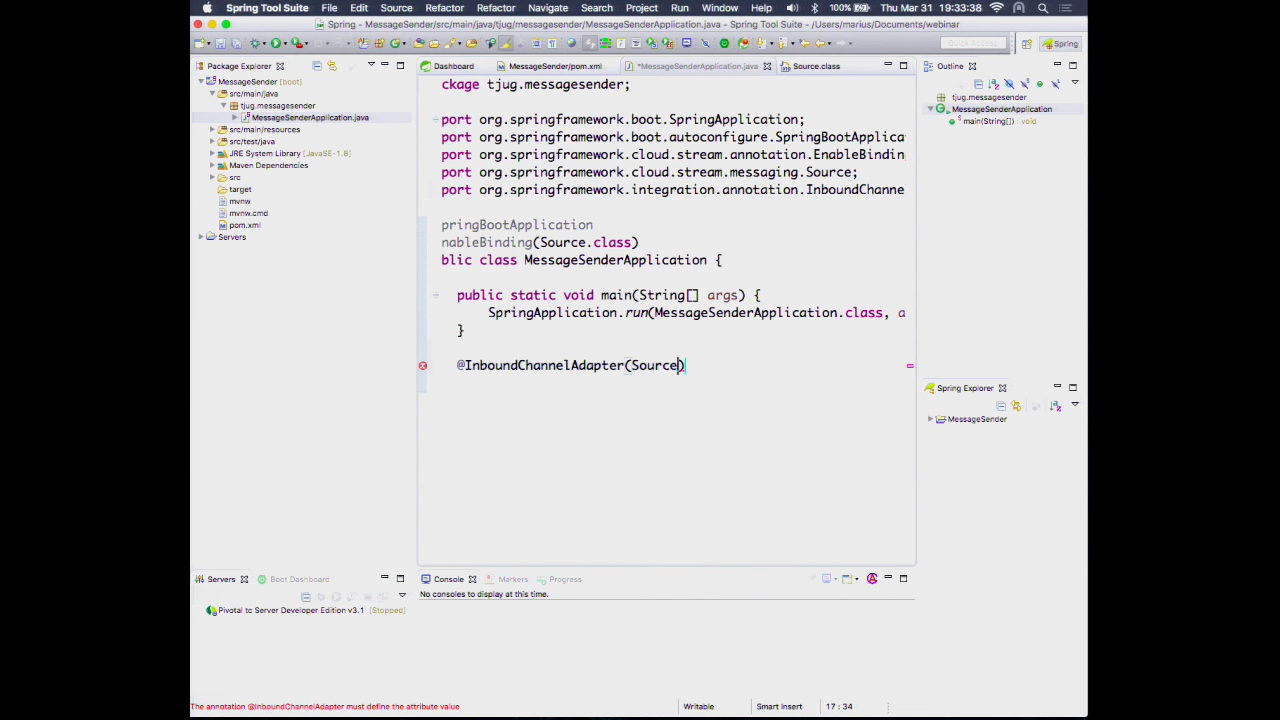 Spring Tool Suite File Edit Source Refactor Refactor Navigate Search Project Run Window Help 100% Thu Mar 31 19:33:38
Spring - MessageSender/src/main/java/tjug/messagesender/MessageSenderApplication.java - Spring Tool Suite - /Users/marius/Documents/webinar
Quick Access Spring
Package Explorer
MessageSender [boot]
src/main/java
tjug.messagesender
MessageSenderApplication.java
src/main/resources
src/test/java
JRE System Library [JavaSE-1.8]
Maven Dependencies
src
target
mvnw
mvnw.cmd
pom.xml
Servers
Dashboard MessageSender/pom.xml *MessageSenderApplication.java Source.class
ckage tjug.messagesender;
port org.springframework.boot.SpringApplication;
port org.springframework.boot.autoconfigure.SpringBootApplica
port org.springframework.cloud.stream.annotation.EnableBindin
port org.springframework.cloud.stream.messaging.Source;
port org.springframework.integration.annotation.InboundChanne
pringBootApplication
nableBinding(Source.class)
blic class MessageSenderApplication {
public static void main(String[] args) {
SpringApplication.run(MessageSenderApplication.class, a
}
@InboundChannelAdapter(Source)
Outline
tjug.messagesender
MessageSenderApplication
main(String[]) : void
Spring Explorer
MessageSender
Servers Boot Dashboard
Pivotal tc Server Developer Edition v3.1 [Stopped]
Console Markers Progress
No consoles to display at this time.
The annotation @InboundChannelAdapter must define the attribute value Writable Smart Insert 17 : 34